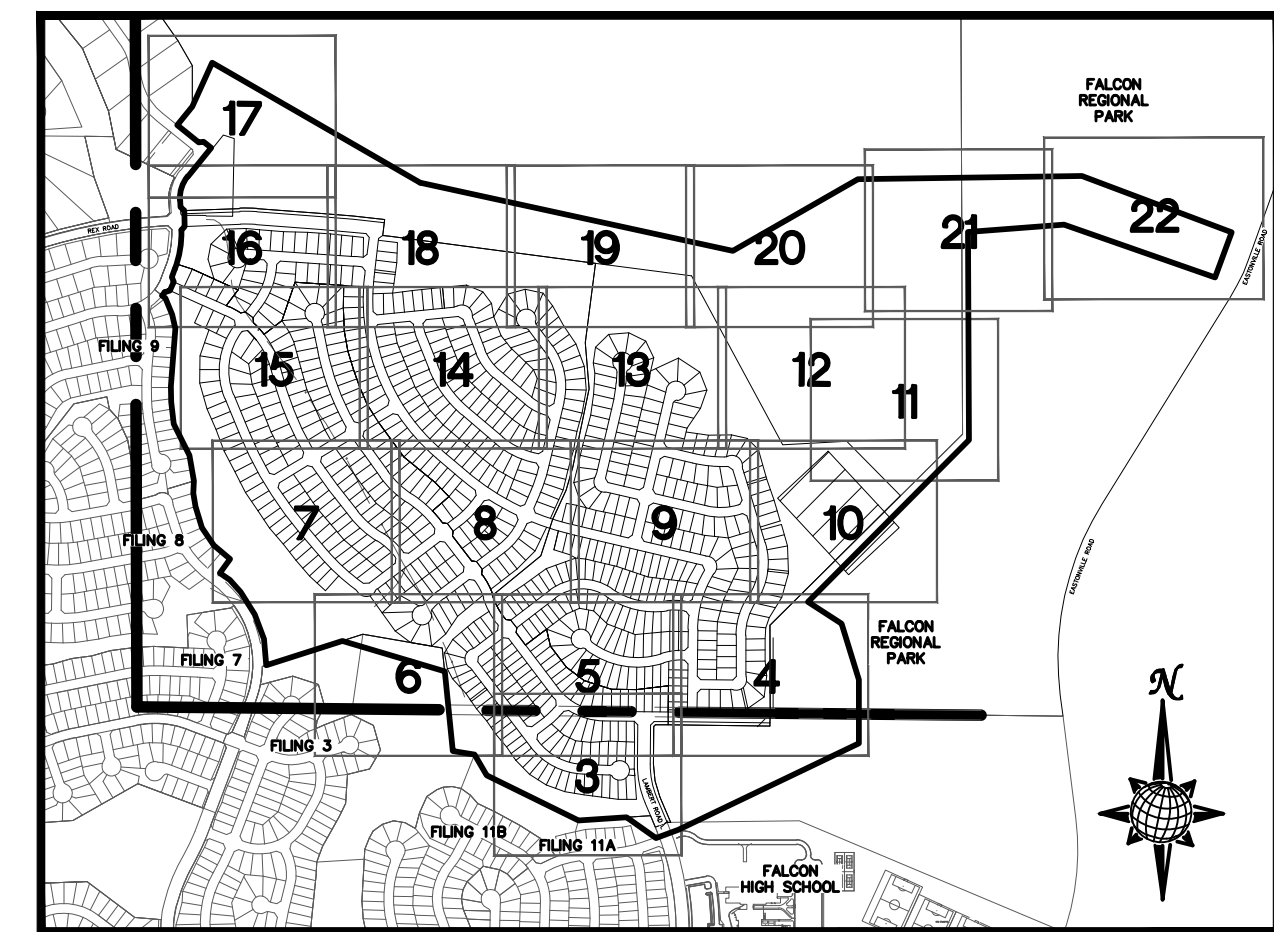 FALCON
REGIONAL
PARK
17
22
REX ROAD
16
18
19
20
21
EASTONVILLE ROAD
FILING 9
15
14
13
12
11
7
8
9
10
FILING 8
EASTONVILLE ROAD
FALCON
REGIONAL
PARK
FILING 7
6
5
4
N
FILING 3
3
LAMBERT ROAD
FILING 11B
FILING 11A
FALCON
HIGH SCHOOL